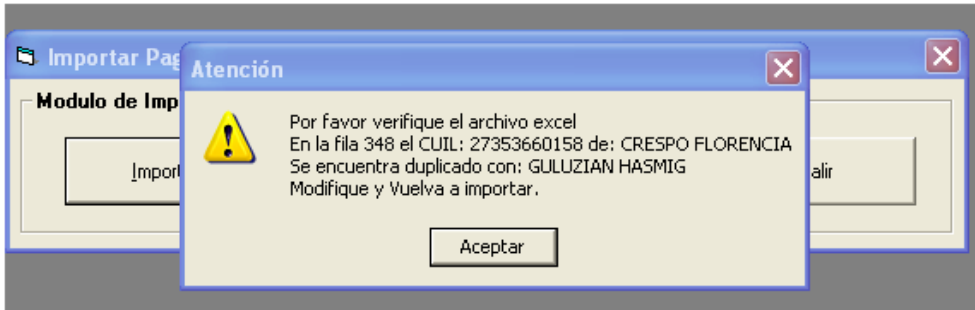 Importar Pag
Atención
Modulo de Imp
Por favor verifique el archivo excel
En la fila 348 el CUIL: 27353660158 de: CRESPO FLORENCIA
Se encuentra duplicado con: GULUZIAN HASMIG
Modifique y Vuelva a importar.
Import
alir
Aceptar